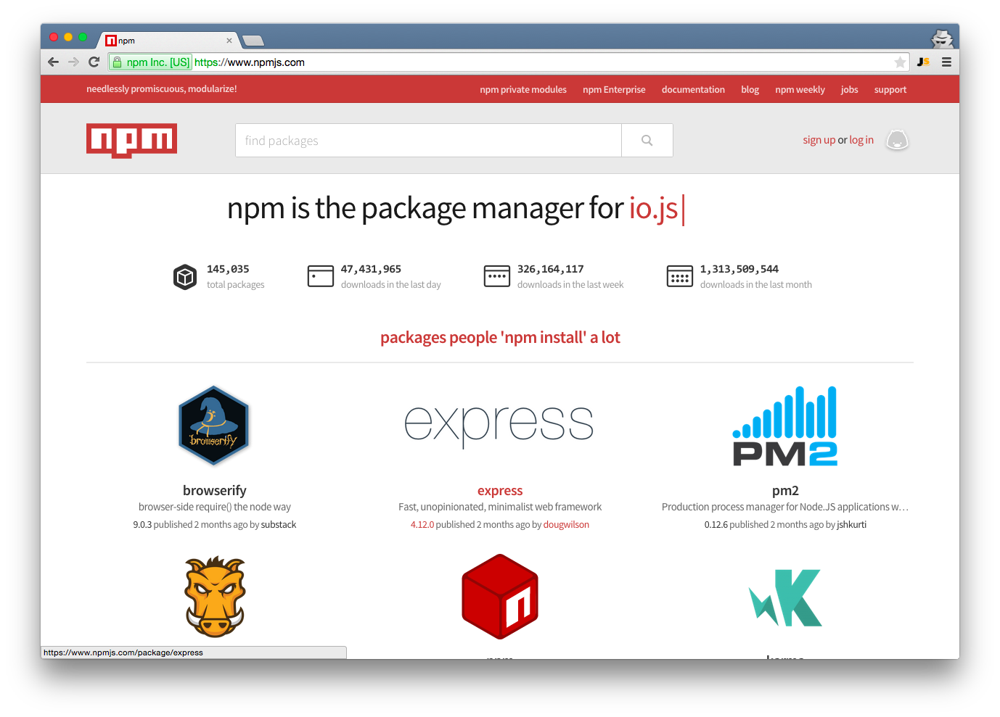 npm
npm Inc. [US] https://www.npmjs.com
JS
needlessly promiscuous, modularize!
npm private modules npm Enterprise documentation blog npm weekly jobs support
npm
find packages
sign up or log in
npm is the package manager for io.js
145,035
total packages
47,431,965
downloads in the last day
326,164,117
downloads in the last week
1,313,509,544
downloads in the last month
packages people 'npm install' a lot
browserify
express
PM2
browserify
browser-side require() the node way
9.0.3 published 2 months ago by substack
express
Fast, unopinionated, minimalist web framework
4.12.0 published 2 months ago by dougwilson
pm2
Production process manager for Node.JS applications w…
0.12.6 published 2 months ago by jshkurti
n
K
https://www.npmjs.com/package/express